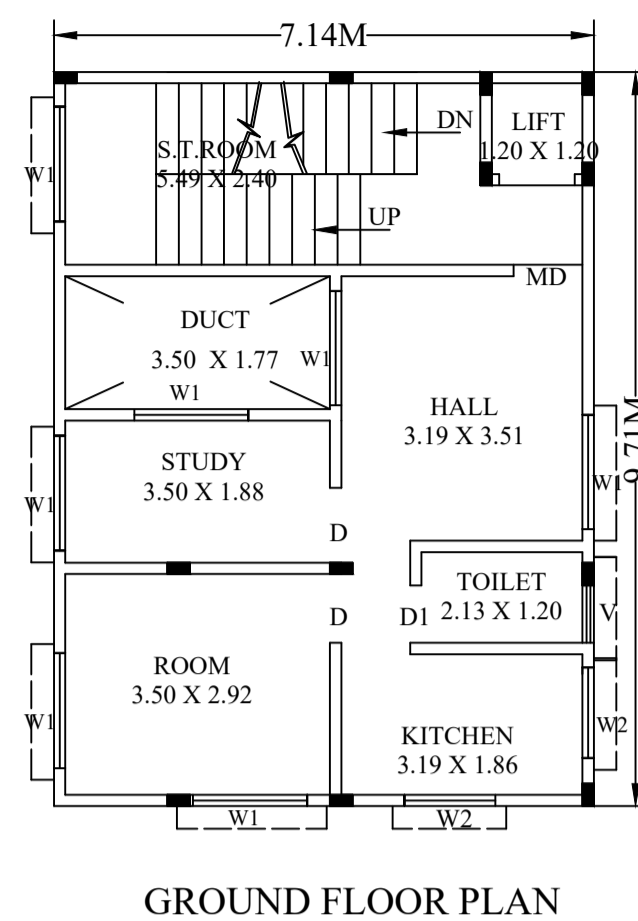 7.14M
DN
LIFT
1.20 X 1.20
S.T.ROOM
5.49 X 2.40
W1
UP
MD
DUCT
3.50 X 1.77
W1
W1
HALL
3.19 X 3.51
9.71M
STUDY
3.50 X 1.88
W1
W1
D
TOILET
2.13 X 1.20
D
D1
V
ROOM
3.50 X 2.92
W1
KITCHEN
3.19 X 1.86
W2
W1
W2
GROUND FLOOR PLAN